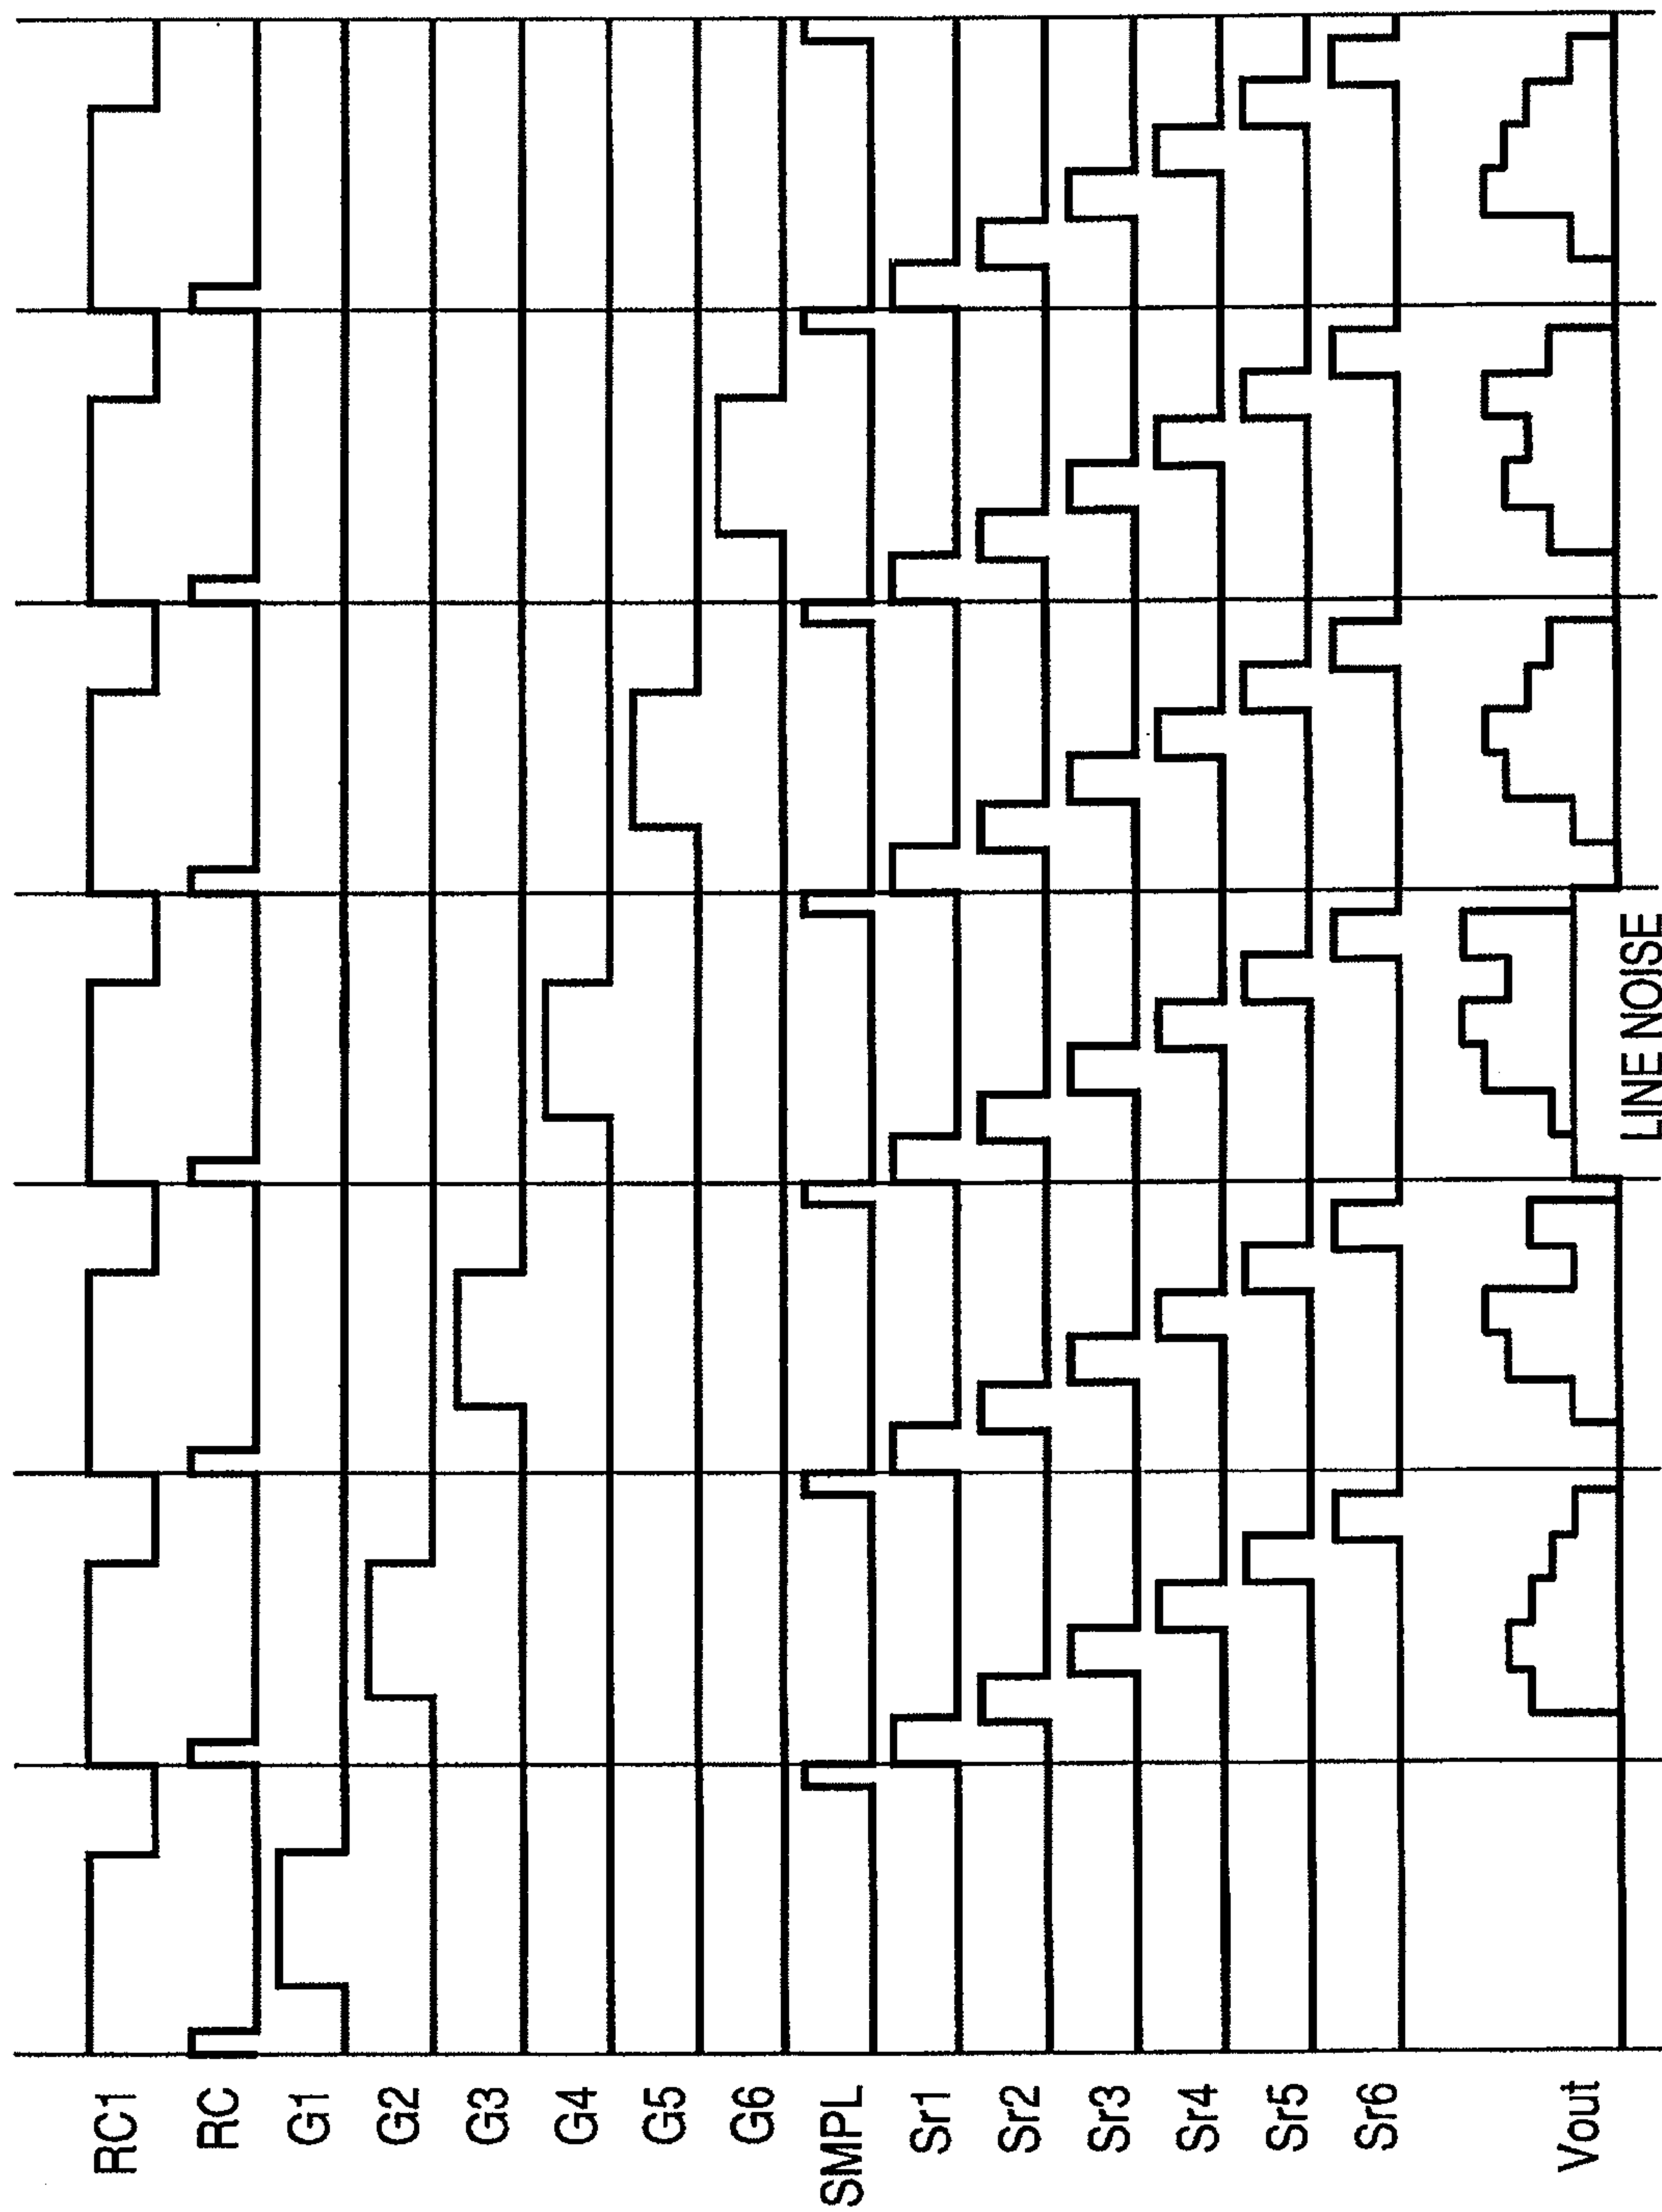 RC1
RC
G1
G2
G3
G4
G5
G6
SMPL
Sr1
Sr2
Sr3
Sr4
Sr5
Sr6
Vout
LINE NOISE